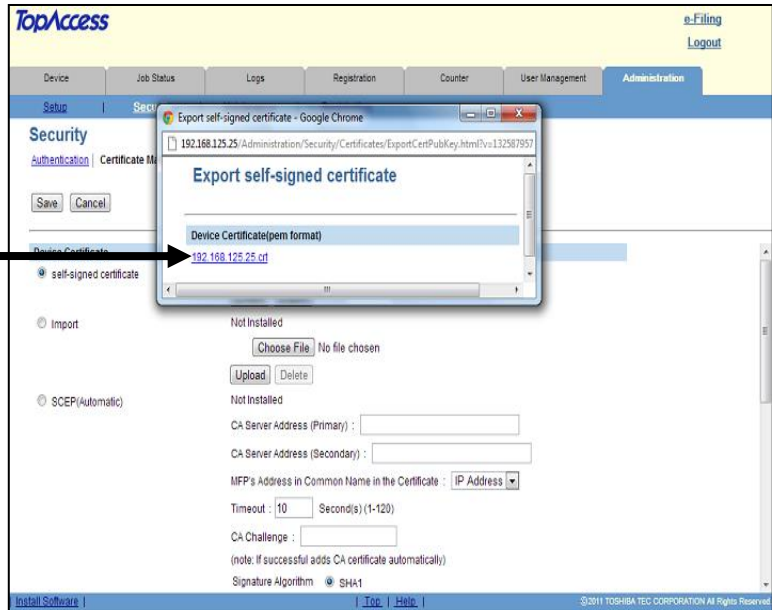 TopAccess
e-Filing
Logout
Device Job Status Logs Registration Counter User Management Administration
Setup | Secu
Export self-signed certificate - Google Chrome
192.168.125.25/Administration/Security/Certificates/ExportCertPubKey.html?v=132587957
Security
Authentication | Certificate Ma
Export self-signed certificate
Save Cancel
Device Certificate(pem format)
192.168.125.25.crt
Device Certificate
self-signed certificate
Import Not Installed
Choose File No file chosen
Upload Delete
SCEP(Automatic) Not Installed
CA Server Address (Primary) :
CA Server Address (Secondary) :
MFP's Address in Common Name in the Certificate : IP Address
Timeout : 10 Second(s) (1-120)
CA Challenge :
(note: If successful adds CA certificate automatically)
Signature Algorithm SHA1
Install Software | | Top | Help | ©2011 TOSHIBA TEC CORPORATION All Rights Reserved